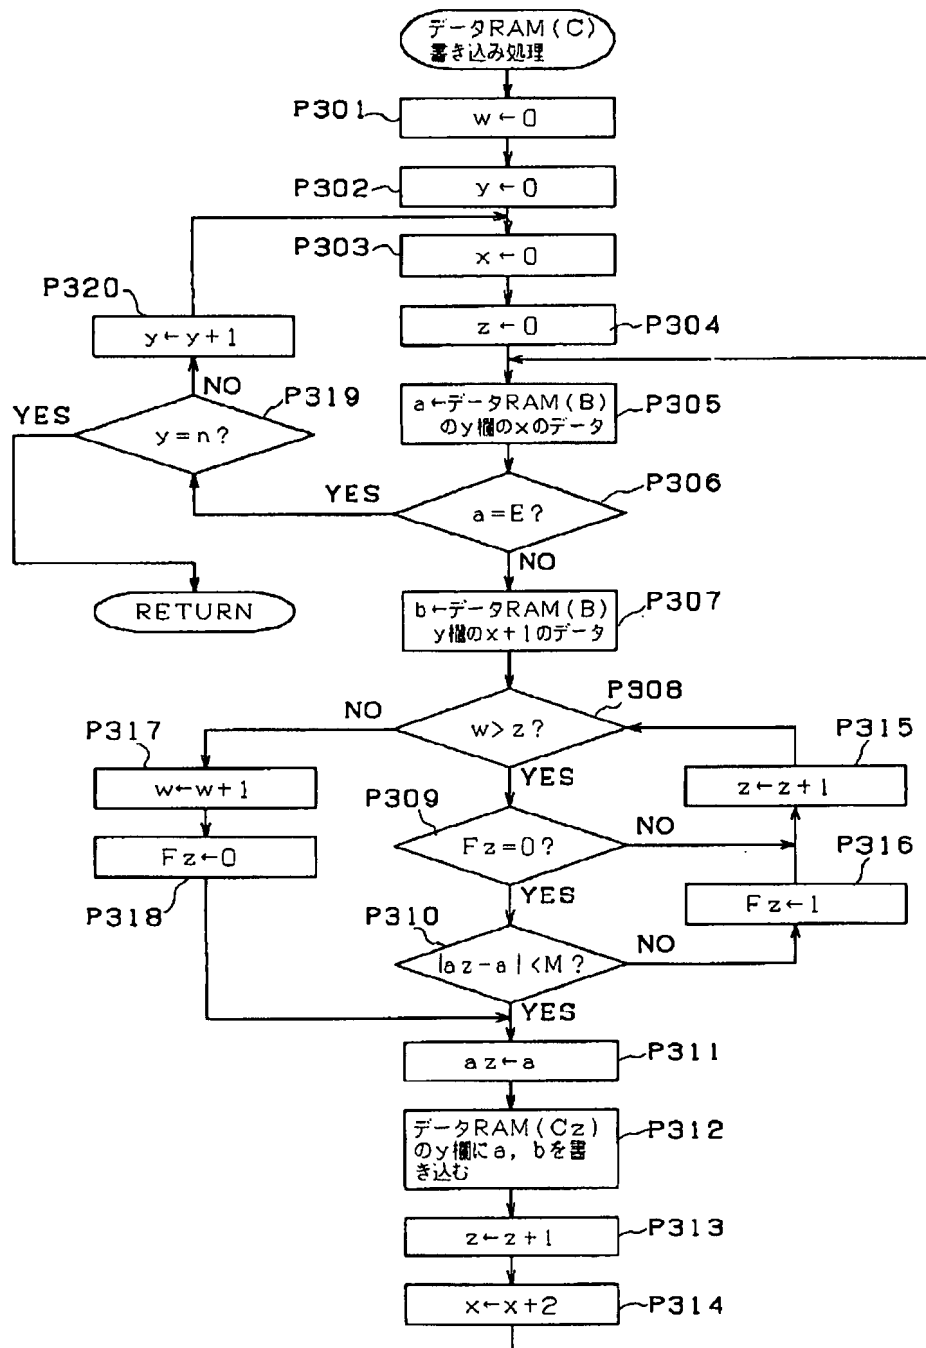 データRAM(C)
書き込み処理
P301
w←0
P302
y←0
P303
x←0
P320
y←y+1
z←0
P304
NO
P319
YES
y=n?
a←データRAM(B)
のy欄のxのデータ
P305
YES
a=E?
P306
NO
RETURN
b←データRAM(B)
y欄のx+1のデータ
P307
P308
NO
w>z?
P317
w←w+1
YES
P315
z←z+1
P309
Fz=0?
NO
Fz←0
P318
YES
P316
Fz←1
P310
|az-a|<M?
NO
YES
az←a
P311
データRAM(Cz)
のy欄にa,bを書
き込む
P312
z←z+1
P313
x←x+2
P314